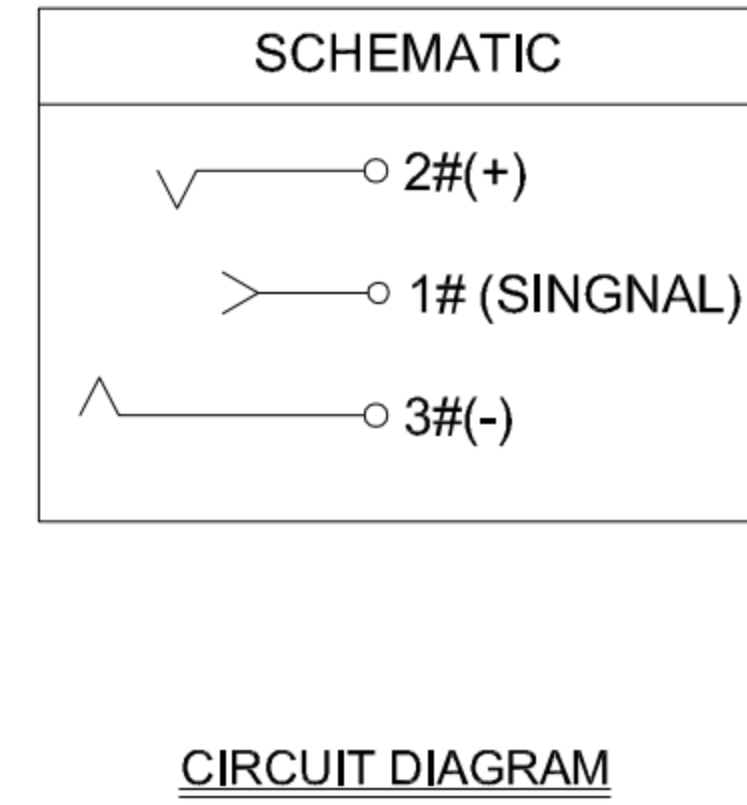 SCHEMATIC
2#(+)
1# (SINGNAL)
3#(-)
CIRCUIT DIAGRAM